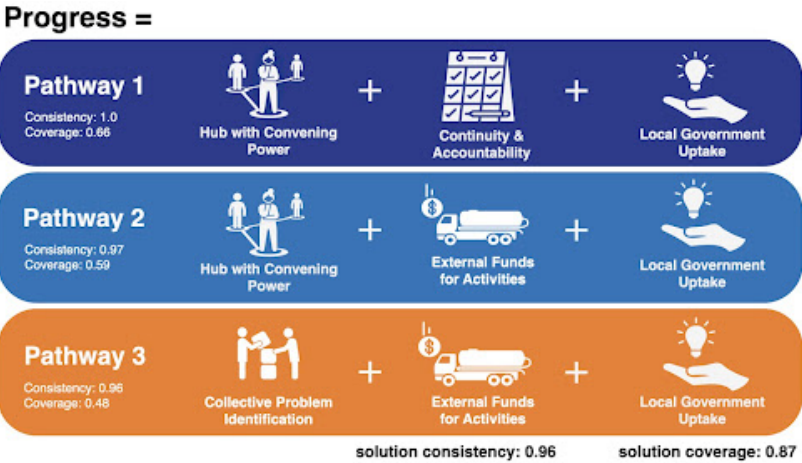 Progress =
Pathway 1
Consistency: 1.0
Coverage: 0.66
Hub with Convening
Power
+
Continuity &
Accountability
+
Local Government
Uptake
Pathway 2
Consistency: 0.97
Coverage: 0.59
Hub with Convening
Power
+
$
External Funds
for Activities
+
Local Government
Uptake
Pathway 3
Consistency: 0.96
Coverage: 0.48
Collective Problem
Identification
+
$
External Funds
for Activities
+
Local Government
Uptake
solution consistency: 0.96
solution coverage: 0.87